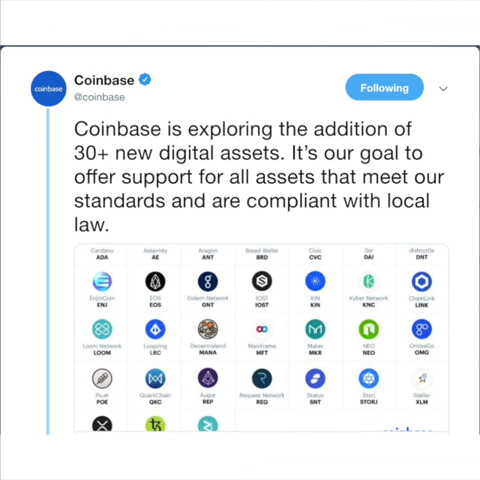 coinbase
Coinbase
@coinbase
Following
Coinbase is exploring the addition of
30+ new digital assets. It's our goal to
offer support for all assets that meet our
standards and are compliant with local
law.
Cardano Aeternity Aragon Bread Wallet Civic Dai district0x
ADA AE ANT BRD CVC DAI DNT
EnjinCoin EOS Golem Network IOST KIN Kyber Network ChainLink
ENJ EOS GNT IOST KIN KNC LINK
Loom Network Loopring Decentraland Mainframe Maker NEO OmiseGo
LOOM LRC MANA MFT MKR NEO OMG
Po.et QuarkChain Augur Request Network Status Storj Stellar
POE QKC REP REQ SNT STORJ XLM
coinbase